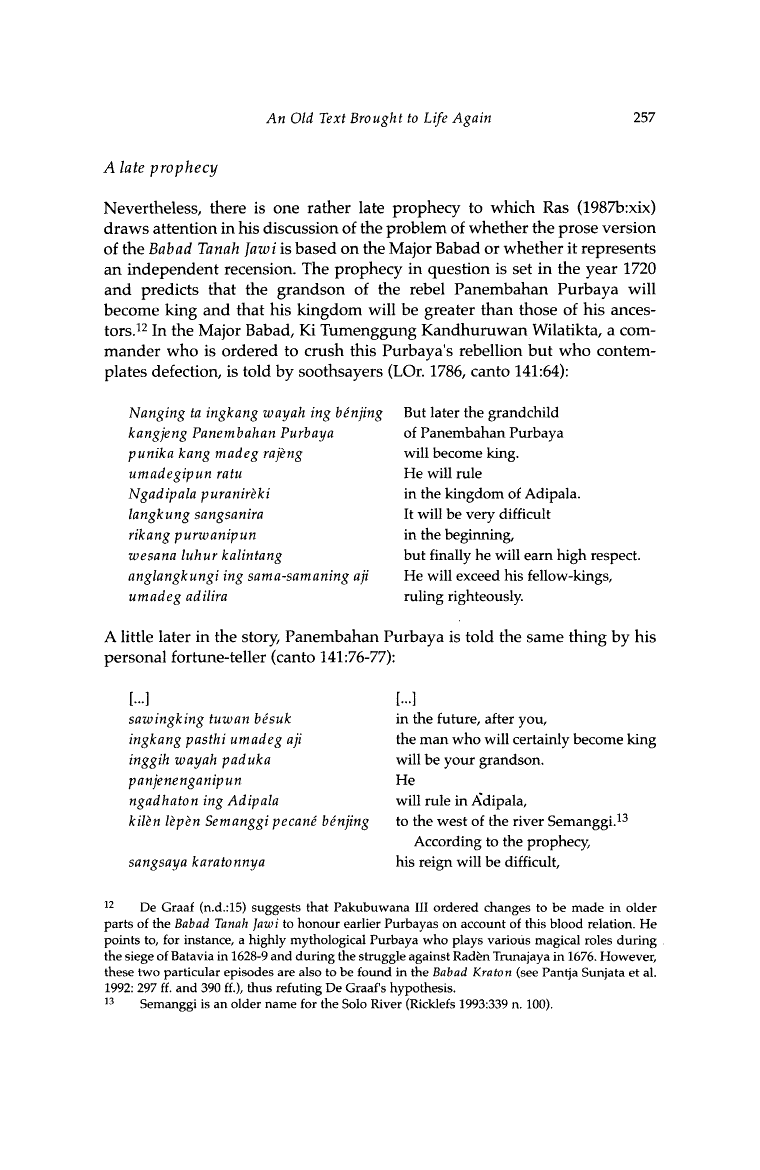 An Old Text Brought to Life Again 257
A late prophecy
Nevertheless, there is one rather late prophecy to which Ras (1987b:xix)
draws attention in his discussion of the problem of whether the prose version
of the Babad Tanah Jawi is based on the Major Babad or whether it represents
an independent recension. The prophecy in question is set in the year 1720
and predicts that the grandson of the rebel Panembahan Purbaya will
become king and that his kingdom will be greater than those of his ances-
tors.12 In the Major Babad, Ki Tumenggung Kandhuruwan Wilatikta, a com-
mander who is ordered to crush this Purbaya's rebellion but who contem-
plates defection, is told by soothsayers (LOr. 1786, canto 141:64):
Nanging ta ingkang wayah ing bénjing But later the grandchild
kangjeng Panembahan Purbaya of Panembahan Purbaya
punika kang madeg rajèng will become king.
umadegipun ratu He will rule
Ngadipala puranirèki in the kingdom of Adipala.
langkung sangsanira It will be very difficult
rikang purwanipun in the beginning,
wesana luhur kalintang but finally he will earn high respect.
anglangkungi ing sama-samaning aji He will exceed his fellow-kings,
umadeg adilira ruling righteously.
A little later in the story, Panembahan Purbaya is told the same thing by his
personal fortune-teller (canto 141:76-77):
[...] [...]
sawingking tuwan bésuk in the future, after you,
ingkang pasthi umadeg aji the man who will certainly become king
inggih wayah paduka will be your grandson.
panjenenganipun He
ngadhaton ing Adipala will rule in Adipala,
kilèn lèpèn Semanggi pecané bénjing to the west of the river Semanggi.13
According to the prophecy,
sangsaya karatonnya his reign will be difficult,
12 De Graaf (n.d.:15) suggests that Pakubuwana III ordered changes to be made in older
parts of the Babad Tanah Jawi to honour earlier Purbayas on account of this blood relation. He
points to, for instance, a highly mythological Purbaya who plays various magical roles during
the siege of Batavia in 1628-9 and during the struggle against Radèn Trunajaya in 1676. However,
these two particular episodes are also to be found in the Babad Kraton (see Pantja Sunjata et al.
1992: 297 ff. and 390 ff.), thus refuting De Graaf's hypothesis.
13 Semanggi is an older name for the Solo River (Ricklefs 1993:339 n. 100).